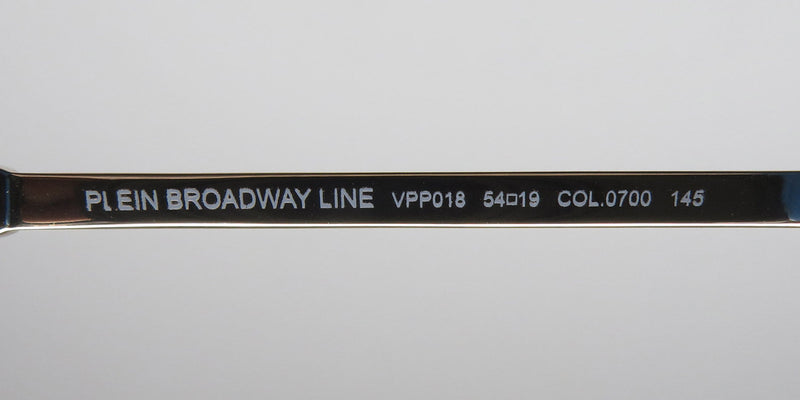 PLEIN BROADWAY LINE VPP018 54□19 COL.0700 145